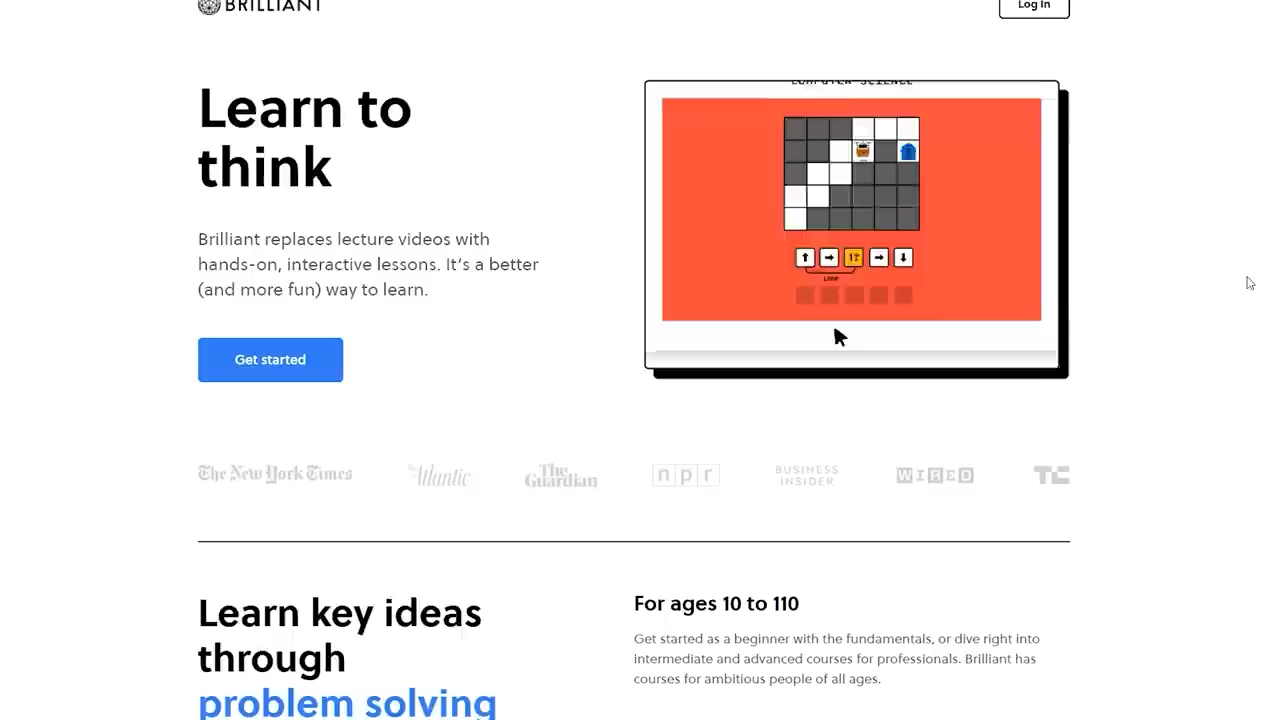 BRILLIANT
Log In
Learn to
think
Brilliant replaces lecture videos with
hands-on, interactive lessons. It's a better
(and more fun) way to learn.
Get started
COMPUTER SCIENCE
LOOP
The New York Times
The Atlantic
The Guardian
npr
BUSINESS
INSIDER
WIRED
TC
Learn key ideas
through
problem solving
For ages 10 to 110
Get started as a beginner with the fundamentals, or dive right into
intermediate and advanced courses for professionals. Brilliant has
courses for ambitious people of all ages.